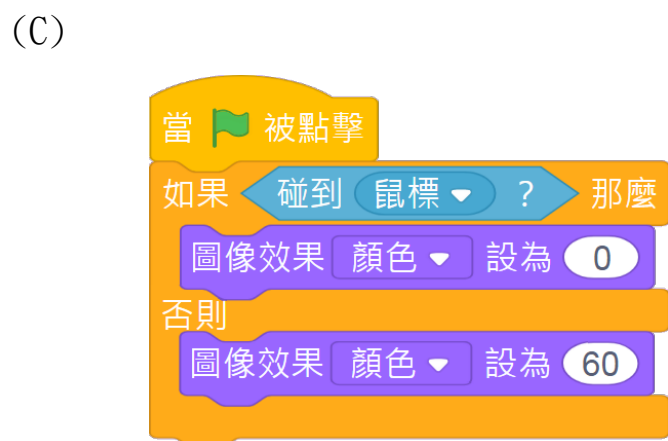 (C)
當 被點擊
如果 碰到 鼠標 ? 那麼
圖像效果 顏色 設為 0
否則
圖像效果 顏色 設為 60